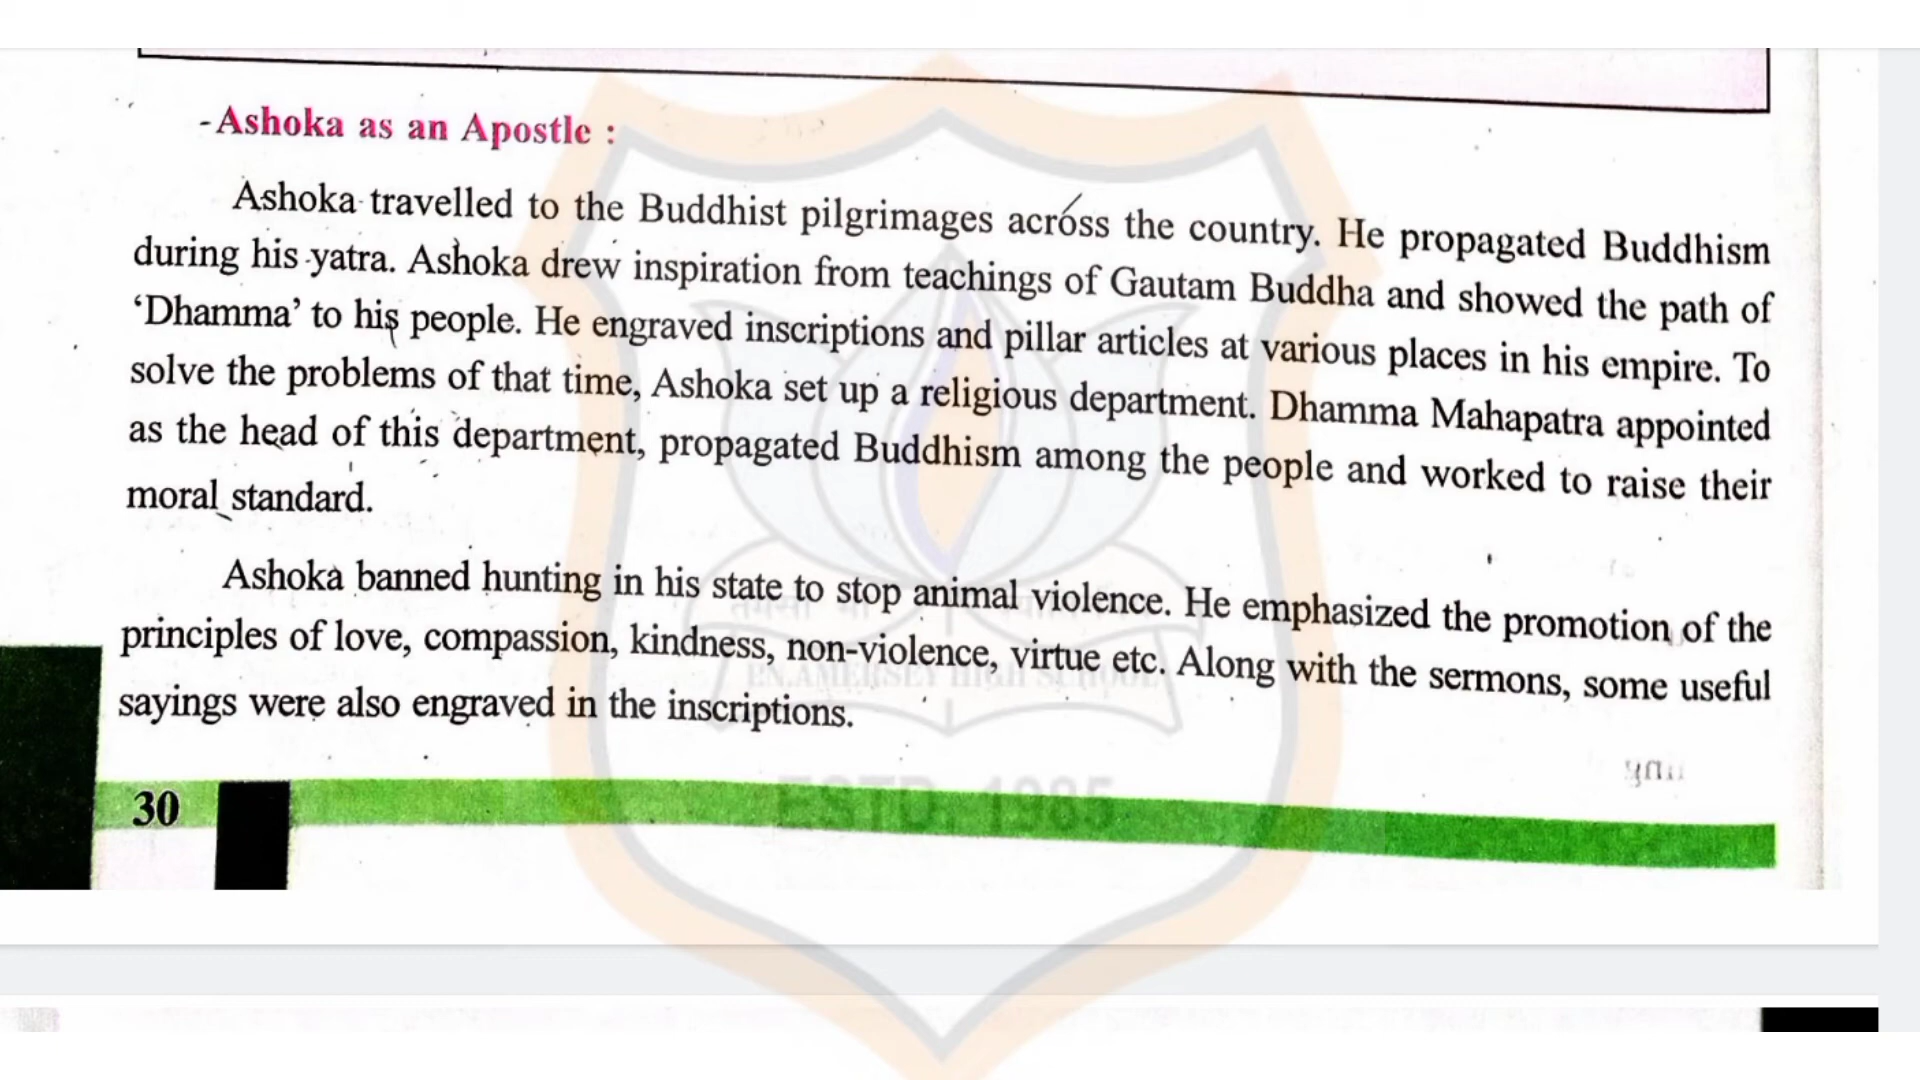 -Ashoka as an Apostle :
Ashoka travelled to the Buddhist pilgrimages across the country. He propagated Buddhism
during his yatra. Ashoka drew inspiration from teachings of Gautam Buddha and showed the path of
‘Dhamma’ to his people. He engraved inscriptions and pillar articles at various places in his empire. To
solve the problems of that time, Ashoka set up a religious department. Dhamma Mahapatra appointed
as the head of this department, propagated Buddhism among the people and worked to raise their
moral standard.
Ashoka banned hunting in his state to stop animal violence. He emphasized the promotion of the
principles of love, compassion, kindness, non-violence, virtue etc. Along with the sermons, some useful
sayings were also engraved in the inscriptions.
HIGH SCHOOL
ESTD. 1985
30